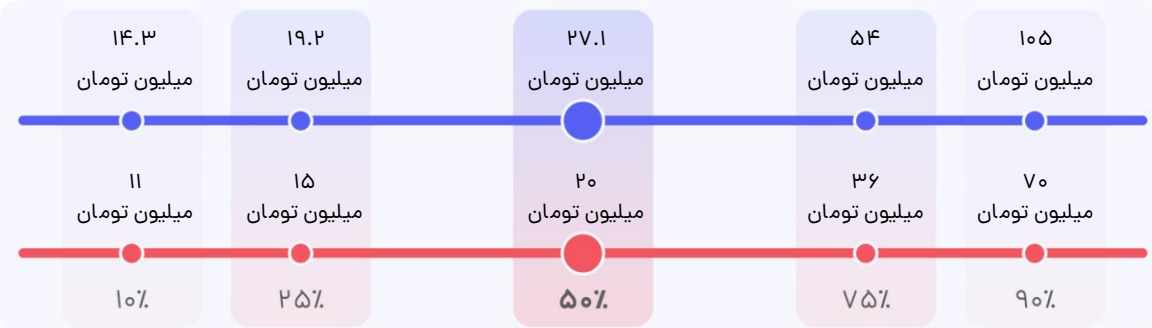 ۱۴.۳
میلیون تومان
۱۹.۲
میلیون تومان
۲۷.۱
میلیون تومان
۵۴
میلیون تومان
۱۰۵
میلیون تومان
۱۱
میلیون تومان
۱۵
میلیون تومان
۲۰
میلیون تومان
۳۶
میلیون تومان
۷۰
میلیون تومان
۱۰٪
۲۵٪
۵۰٪
۷۵٪
۹۰٪